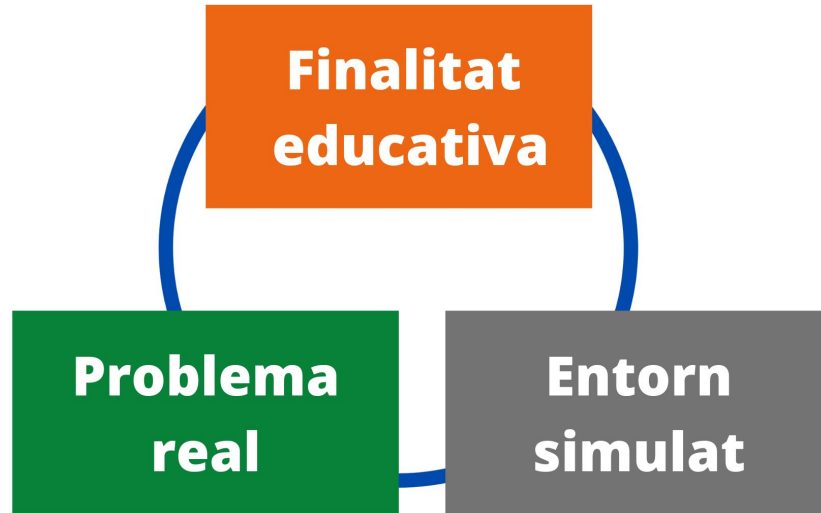 Finalitat
educativa
Problema
real
Entorn
simulat